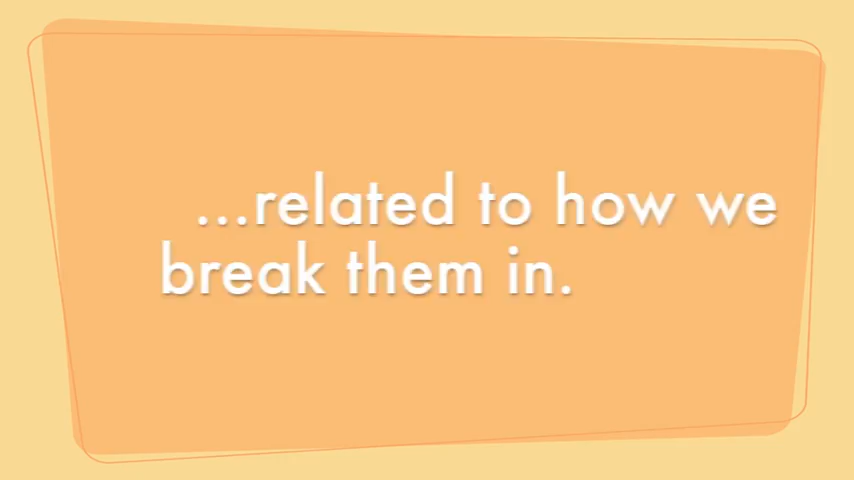 ...related to how we
break them in.